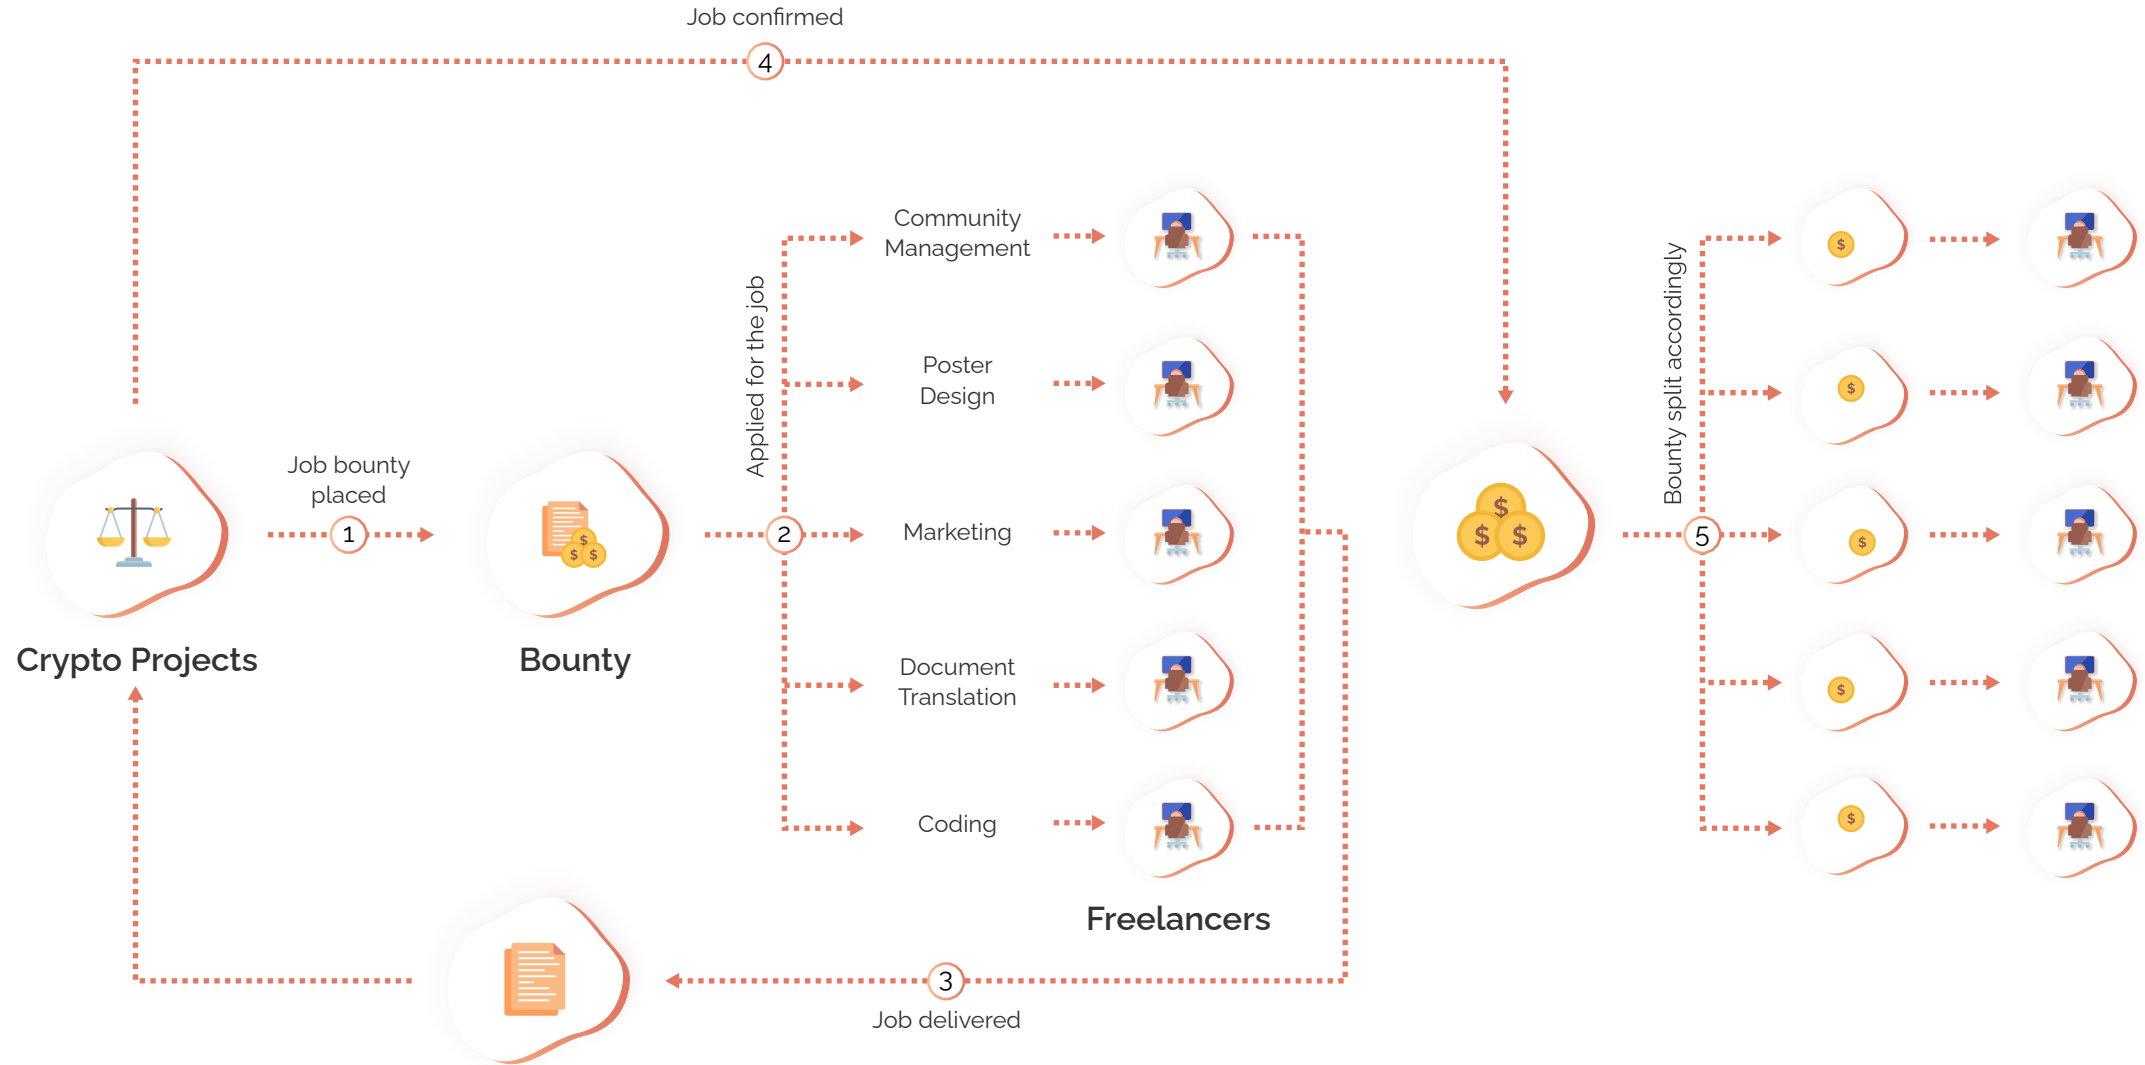 Job confirmed
4
Community
Management
Poster
Design
Applied for the job
Bounty split accordingly
Job bounty
placed
1
2
Marketing
5
Crypto Projects
Bounty
Document
Translation
Coding
Freelancers
3
Job delivered
$
$
$
$
$
$
$
$
$
$
$